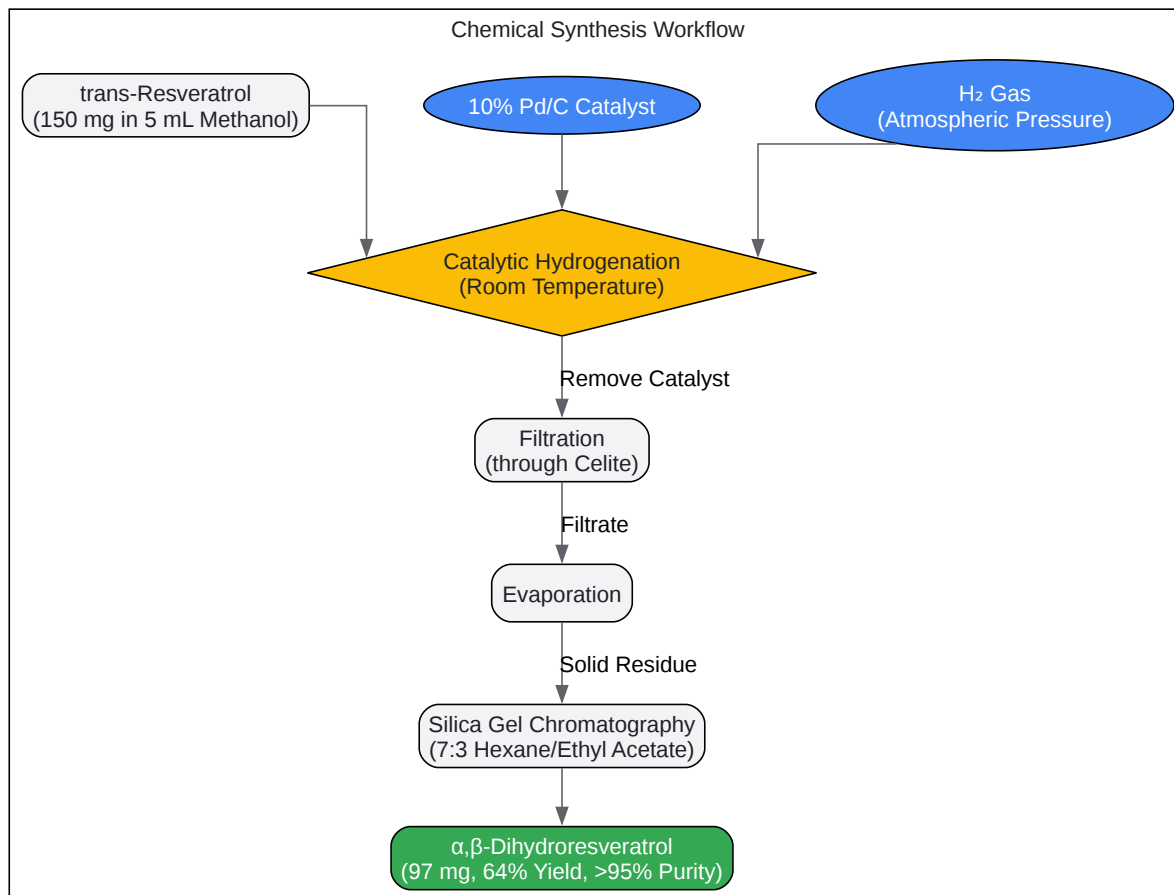 Chemical Synthesis Workflow
trans-Resveratrol
(150 mg in 5 mL Methanol)
10% Pd/C Catalyst
H₂ Gas
(Atmospheric Pressure)
Catalytic Hydrogenation
(Room Temperature)
Remove Catalyst
Filtration
(through Celite)
Filtrate
Evaporation
Solid Residue
Silica Gel Chromatography
(7:3 Hexane/Ethyl Acetate)
α,β-Dihydroresveratrol
(97 mg, 64% Yield, >95% Purity)